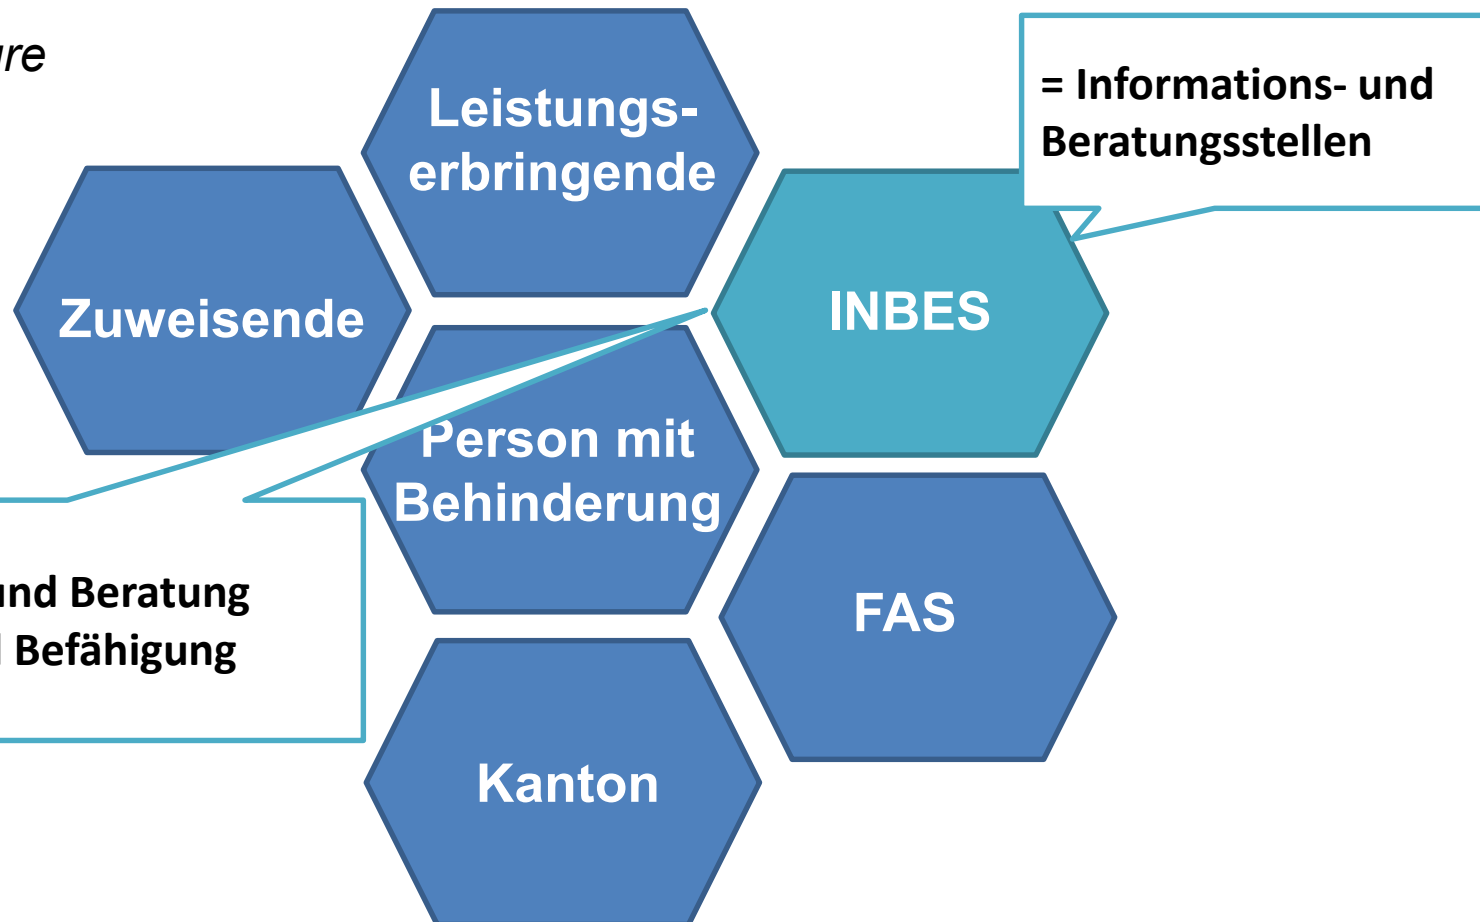 Leistungs-
erbringende
= Informations- und
Beratungsstellen
Zuweisende
INBES
Person mit
Behinderung
und Beratung
Befähigung
FAS
Kanton